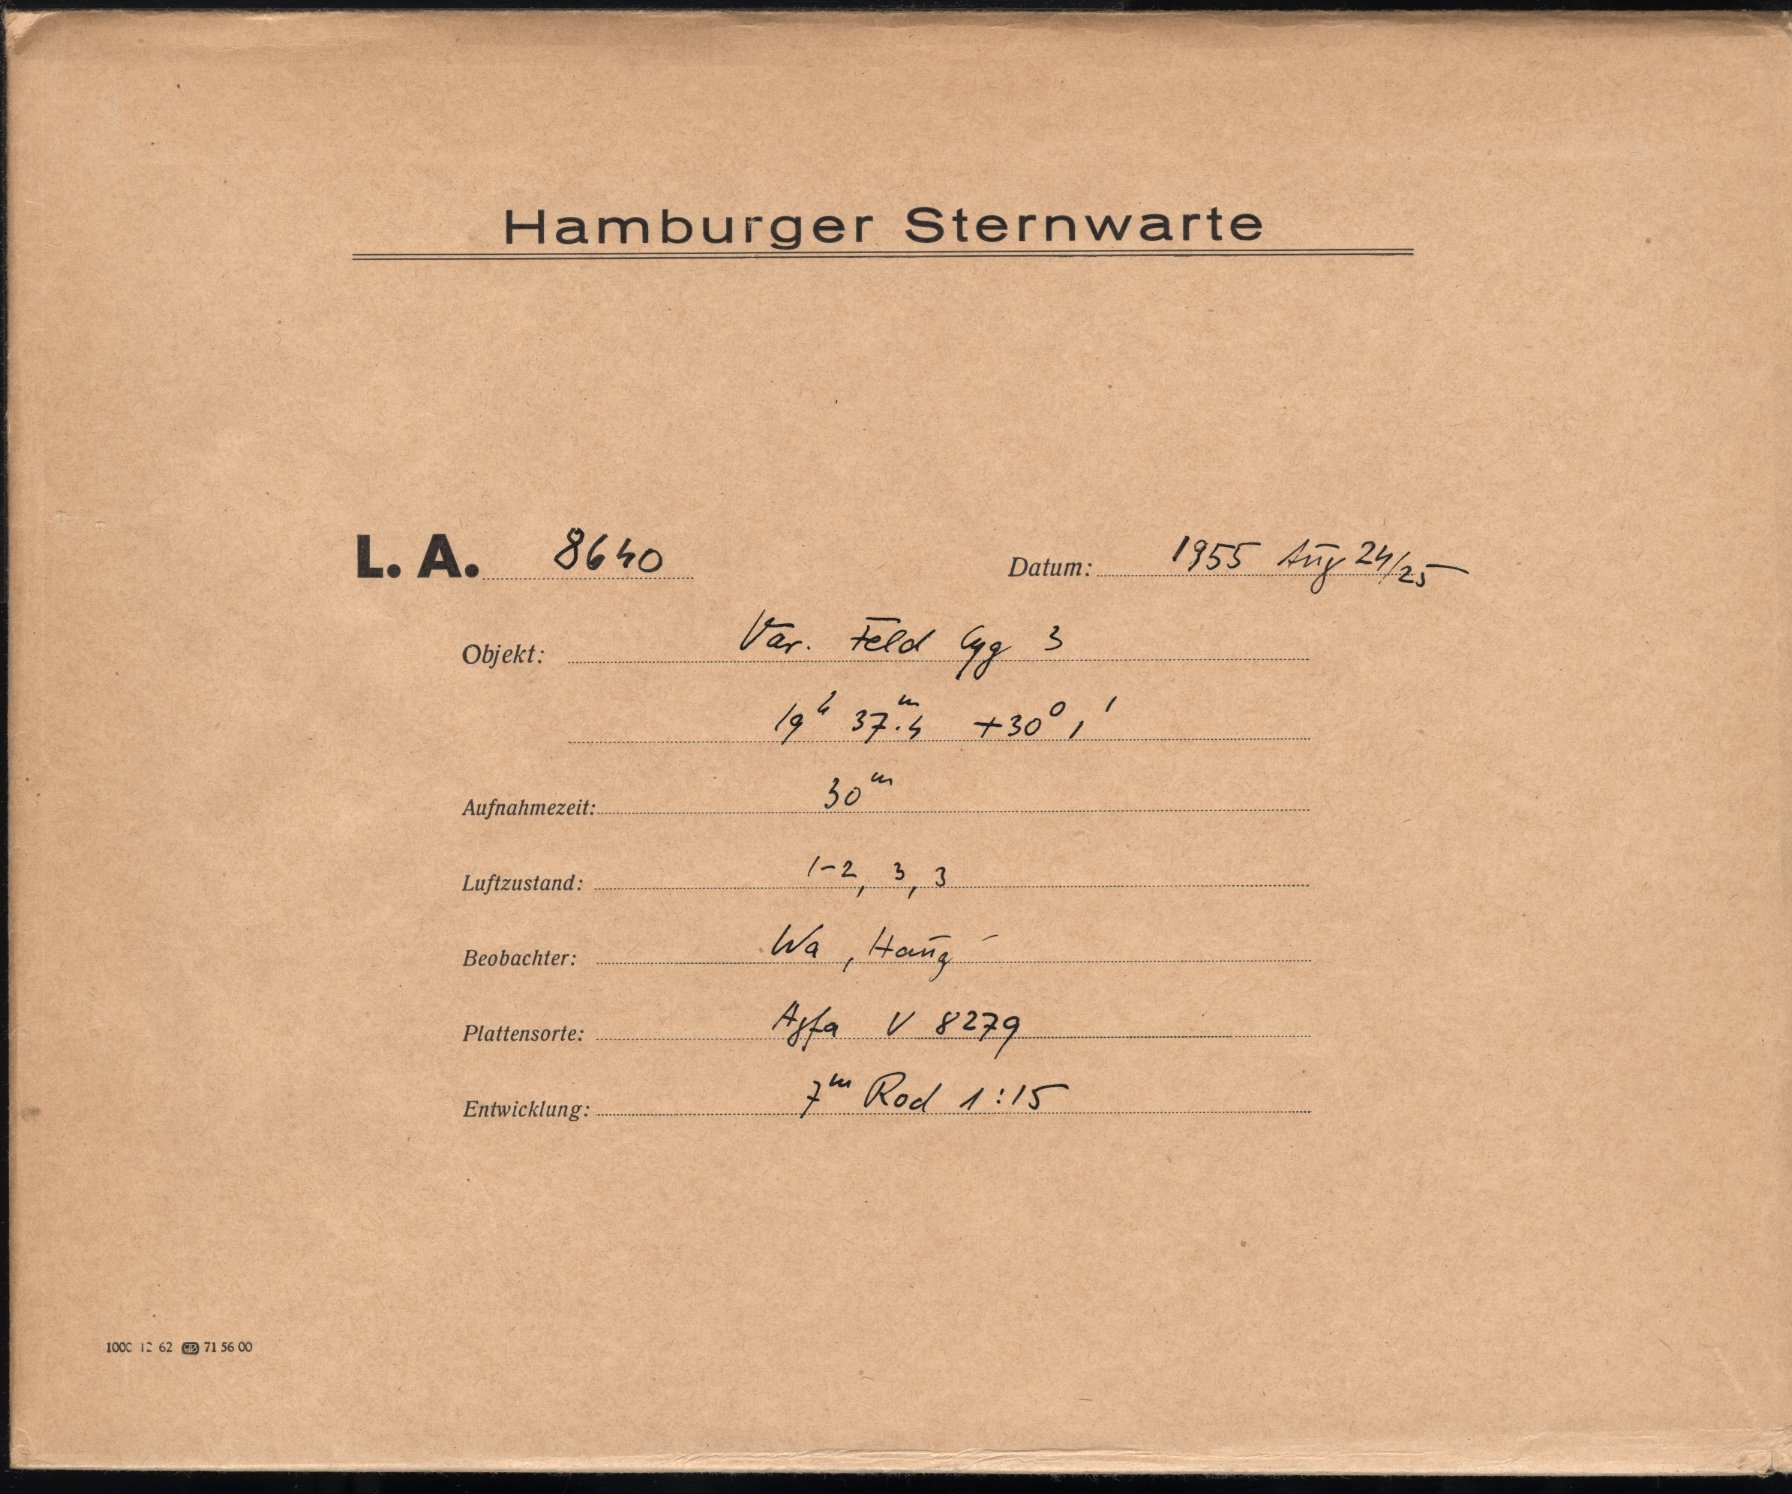 Hamburger Sternwarte
L. A. 8640 Datum: 1955 Aug 24/25
Objekt: Var. Feld Cyg 3
19h 37.m4 +30° 1'
Aufnahmezeit: 30m
Luftzustand: 1-2, 3, 3
Beobachter: Wa, Haug
Plattensorte: Agfa V 8279
Entwicklung: 7m Rod 1:15
1000 12 62 71 56 00